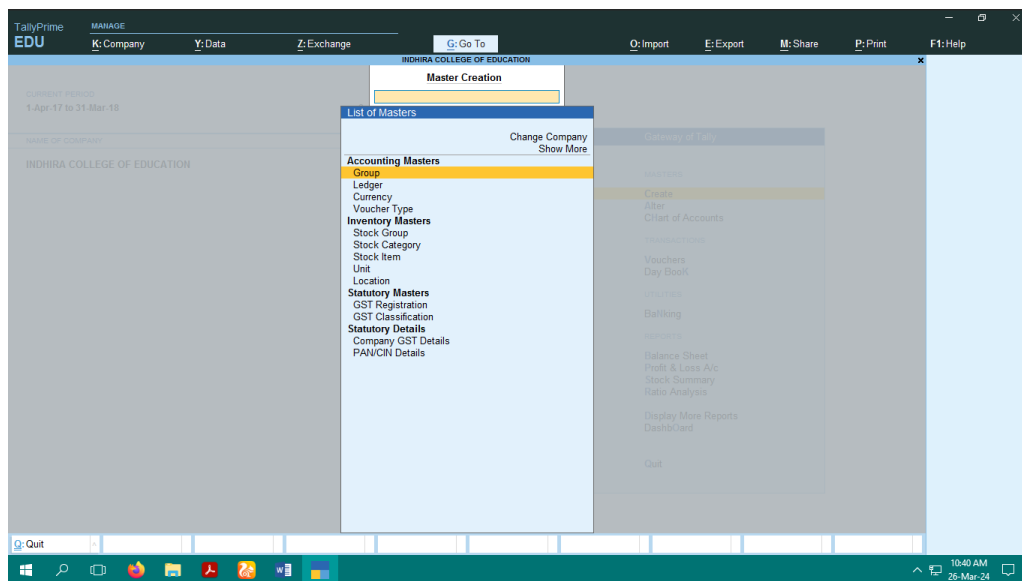 TallyPrime
EDU
MANAGE
K: Company
Y: Data
Z: Exchange
G: Go To
O: Import
E: Export
M: Share
P: Print
F1: Help
INDHIRA COLLEGE OF EDUCATION
CURRENT PERIOD
1-Apr-17 to 31-Mar-18
NAME OF COMPANY
INDHIRA COLLEGE OF EDUCATION
Master Creation
List of Masters
Change Company
Show More
Accounting Masters
Group
Ledger
Currency
Voucher Type
Inventory Masters
Stock Group
Stock Category
Stock Item
Unit
Location
Statutory Masters
GST Registration
GST Classification
Statutory Details
Company GST Details
PAN/CIN Details
Gateway of Tally
MASTERS
Create
Alter
CHart of Accounts
TRANSACTIONS
Vouchers
Day BooK
UTILITIES
BaNking
REPORTS
Balance Sheet
Profit & Loss A/c
Stock Summary
Ratio Analysis
Display More Reports
DashbOard
Quit
Q: Quit
10:40 AM
26-Mar-24